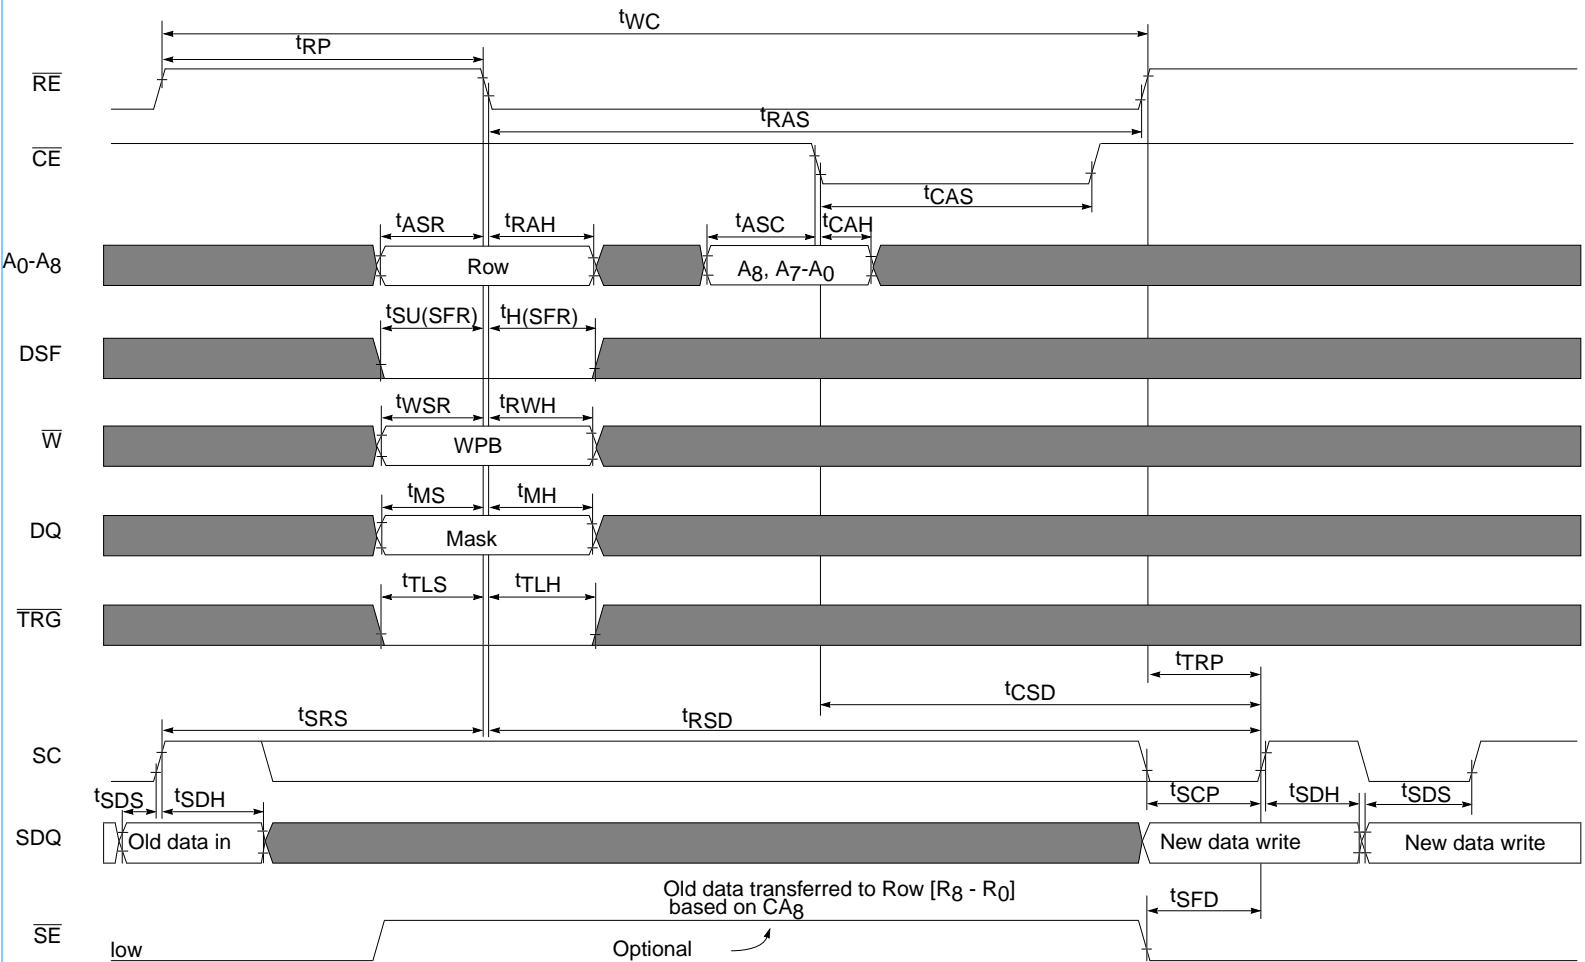 tWC
tRP
RE
tRAS
CE
tCAS
tASR tRAH tASC tCAH
A0-A8 Row A8, A7-A0
tSU(SFR) tH(SFR)
DSF
tWSR tRWH
W WPB
tMS tMH
DQ Mask
tTLS tTLH
TRG
tTRP
tCSD
tSRS tRSD
SC
tSDS tSDH tSCP tSDH tSDS
SDQ Old data in New data write New data write
Old data transferred to Row [R8 - R0]
based on CA8
tSFD
SE low Optional